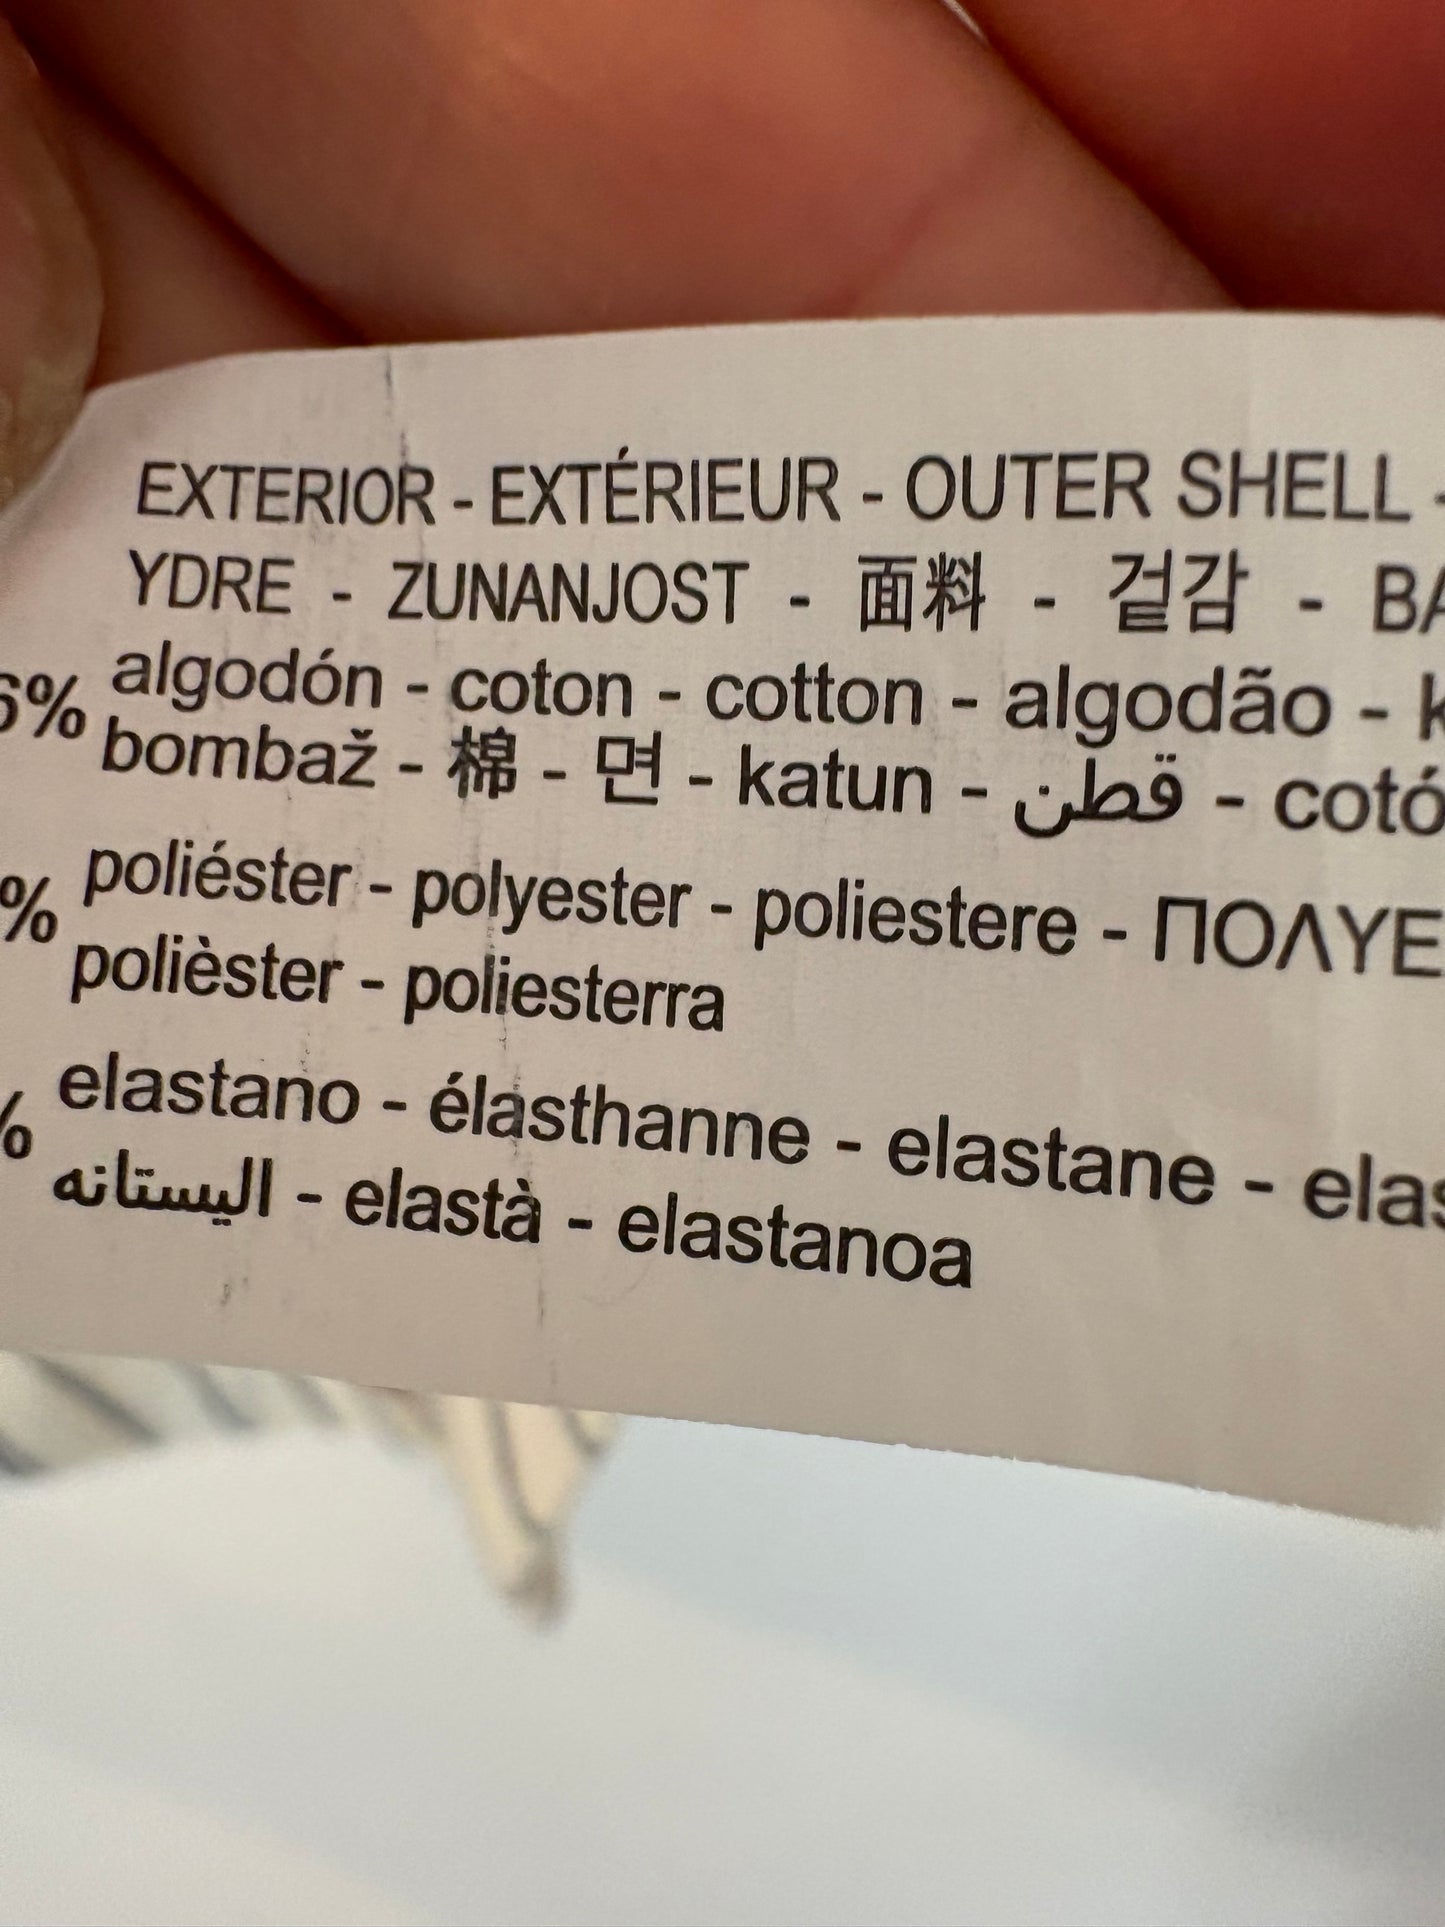 EXTERIOR - EXTÉRIEUR - OUTER SHELL -
YDRE - ZUNANJOST - 面料 - 겉감 -
algodón - coton - cotton - algodão -
bombaž - 棉 - 면 - katun - قطن -
% poliéster - polyester - poliestere -
polièster - poliesterra
% elastano - élasthanne - elastane -
اليستانه - elastà - elastanoa